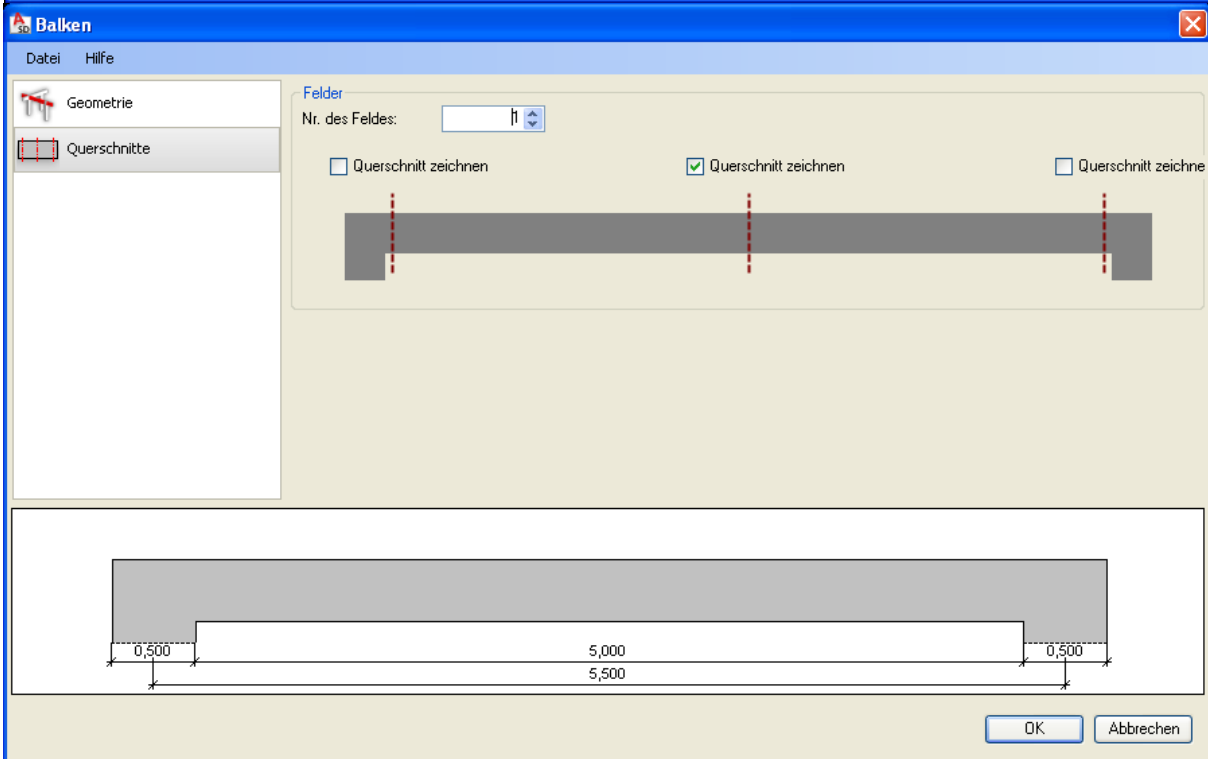 A
SD Balken
Datei Hilfe
Geometrie
Querschnitte
Felder
Nr. des Feldes: 1
Querschnitt zeichnen Querschnitt zeichnen Querschnitt zeichne
0,500 5,000 0,500
5,500
OK Abbrechen